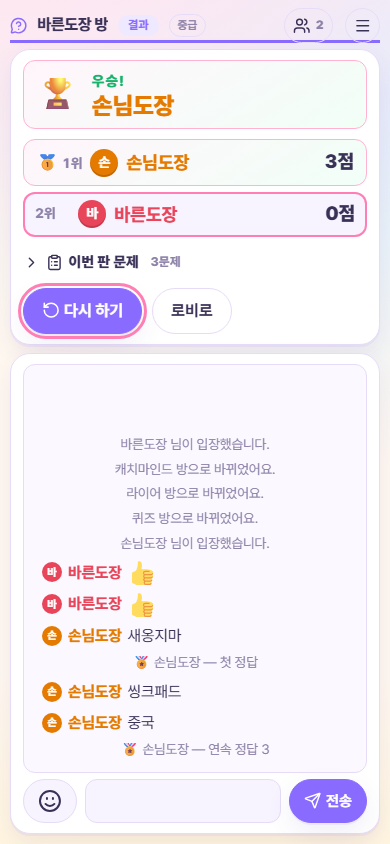 바른도장 방 결과 중급 2
우승!
손님도장
1위 손 손님도장 3점
2위 바 바른도장 0점
이번 판 문제 3문제
다시 하기 로비로
바른도장 님이 입장했습니다.
캐치마인드 방으로 바뀌었어요.
라이어 방으로 바뀌었어요.
퀴즈 방으로 바뀌었어요.
손님도장 님이 입장했습니다.
바 바른도장
바 바른도장
손 손님도장 새옹지마
손님도장 — 첫 정답
손 손님도장 씽크패드
손 손님도장 중국
손님도장 — 연속 정답 3
전송